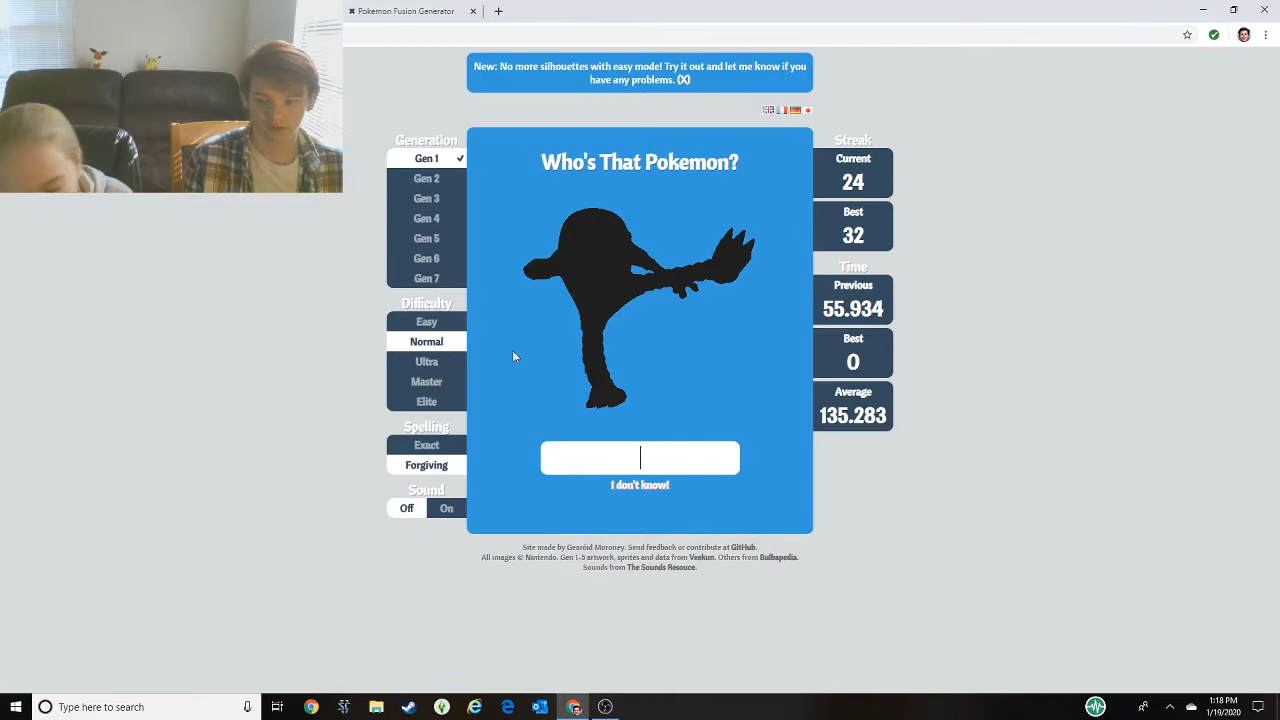 Pokemon Fusion Generator
New: No more silhouettes with easy mode! Try it out and let me know if you
have any problems. (X)
Generation
Gen 1
Gen 2
Gen 3
Gen 4
Gen 5
Gen 6
Gen 7
Difficulty
Easy
Normal
Ultra
Master
Elite
Spelling
Exact
Forgiving
Sound
Off On
Who's That Pokemon?
I don't know!
Streak
Current
24
Best
32
Time
Previous
55.934
Best
0
Average
135.283
Site made by Gearóid Moroney. Send feedback or contribute at GitHub.
All images © Nintendo. Gen 1-5 artwork, sprites and data from Veekun. Others from Bulbapedia.
Sounds from The Sounds Resouce.
Type here to search
1:18 PM
1/19/2020